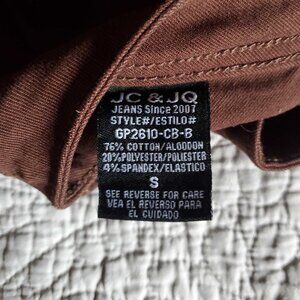 JC & JQ
JEANS Since 2007
STYLE#/ESTILO#
GP2610-CB-B
76% COTTON/ALGODON
20%POLYESTER/POLIESTER
4%SPANDEX/ELASTICO
S
SEE REVERSE FOR CARE
VEA EL REVERSO PARA
EL CUIDADO